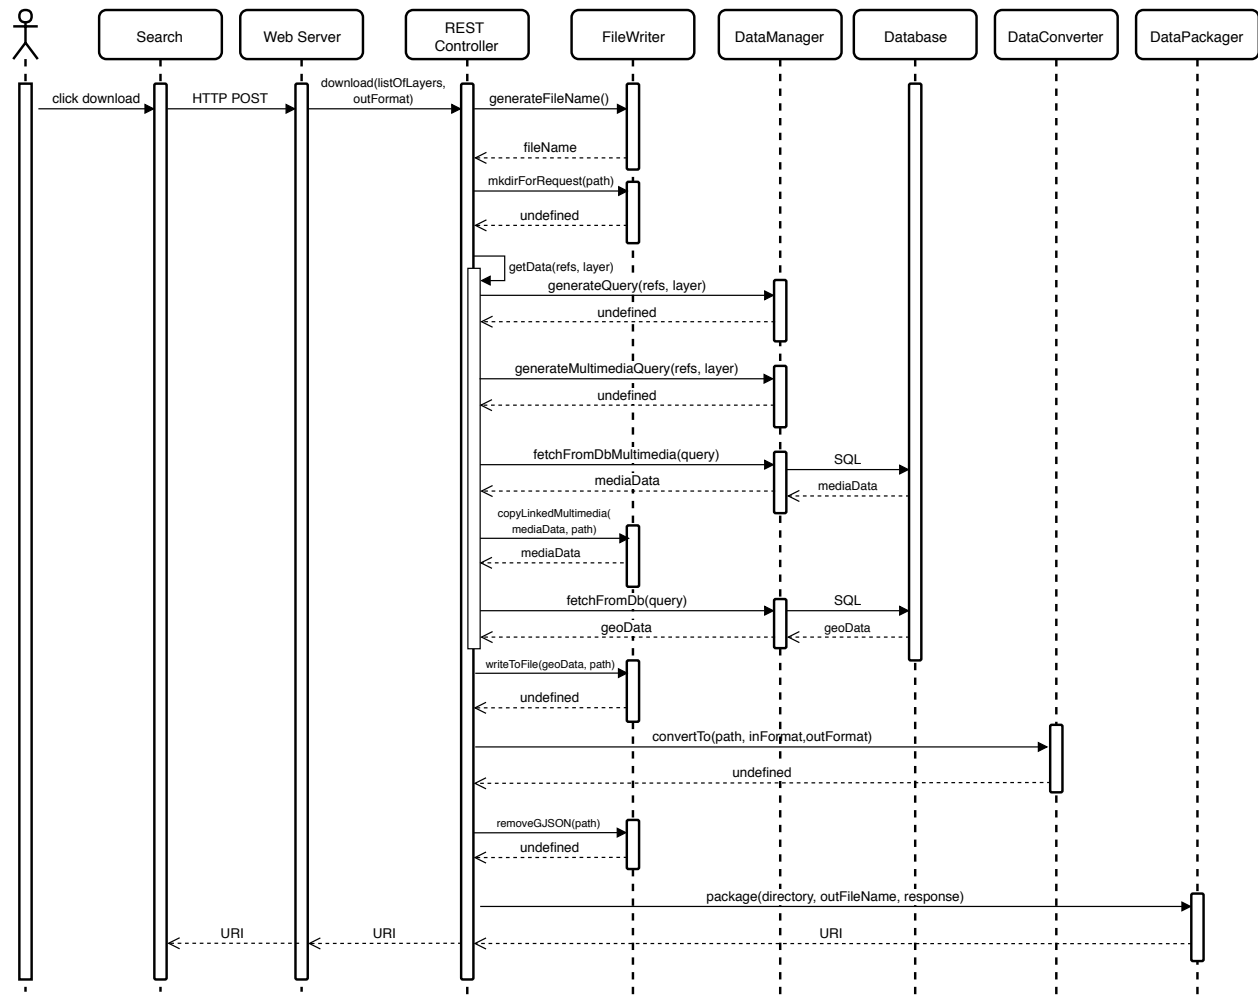 Search
Web Server
REST
Controller
FileWriter
DataManager
Database
DataConverter
DataPackager
click download
HTTP POST
download(listOfLayers,
outFormat)
generateFileName()
fileName
mkdirForRequest(path)
undefined
getData(refs, layer)
generateQuery(refs, layer)
undefined
generateMultimediaQuery(refs, layer)
undefined
fetchFromDbMultimedia(query)
SQL
mediaData
mediaData
copyLinkedMultimedia(
mediaData, path)
mediaData
fetchFromDb(query)
SQL
geoData
geoData
writeToFile(geoData, path)
undefined
convertTo(path, inFormat,outFormat)
undefined
removeGJSON(path)
undefined
package(directory, outFileName, response)
URI
URI
URI